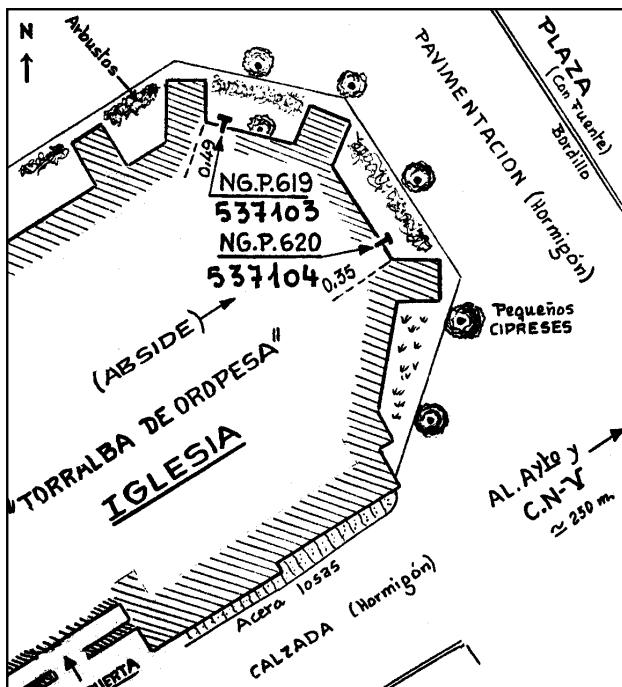 N
Arbustos
PLAZA
(Con Fuente)
Bordillo
PAVIMENTACION (Hormigón)
0.49
NG.P.619
537103
NG.P.620
537104
0.35
Pequeños
CIPRESES
(ABSIDE)
"TORRALBA DE OROPESA"
IGLESIA
AL. Ayto y
C.N-V
≃ 250 m.
Acera losas
CALZADA (Hormigón)
PUERTA